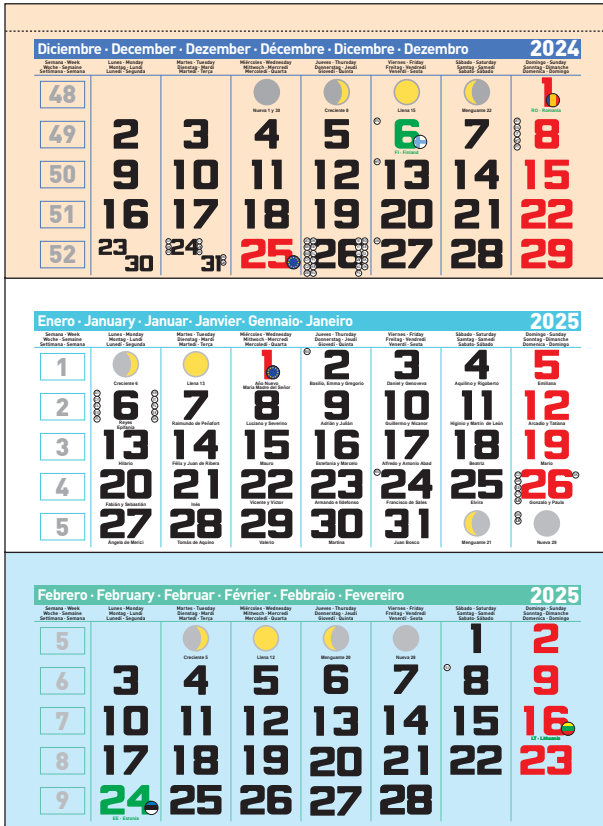 Diciembre · December · Dezember · Décembre · Dicembre · Dezembro 2024
Semana · Week Lunes · Monday Martes · Tuesday Miércoles · Wednesday Jueves · Thursday Viernes · Friday Sábado · Saturday Domingo · Sunday
Woche · Semaine Montag · Lundi Dienstag · Mardi Mittwoch · Mercredi Donnerstag · Jeudi Freitag · Vendredi Samstag · Samedi Sonntag · Dimanche
Settimana · Semana Lunedì · Segunda Martedì · Terça Mercoledì · Quarta Giovedì · Quinta Venerdì · Sexta Sabato · Sábado Domenica · Domingo
48 1
Nueva 1 y 30 Creciente 8 Llena 15 Menguante 22 RO - Romania
49 2 3 4 5 6 7 8
FI - Finland
50 9 10 11 12 13 14 15
51 16 17 18 19 20 21 22
52 23 30 24 31 25 26 27 28 29
Enero · January · Januar · Janvier · Gennaio · Janeiro 2025
Semana · Week Lunes · Monday Martes · Tuesday Miércoles · Wednesday Jueves · Thursday Viernes · Friday Sábado · Saturday Domingo · Sunday
Woche · Semaine Montag · Lundi Dienstag · Mardi Mittwoch · Mercredi Donnerstag · Jeudi Freitag · Vendredi Samstag · Samedi Sonntag · Dimanche
Settimana · Semana Lunedì · Segunda Martedì · Terça Mercoledì · Quarta Giovedì · Quinta Venerdì · Sexta Sabato · Sábado Domenica · Domingo
1 1 2 3 4 5
Creciente 6 Llena 13 Año Nuevo Basilio, Emma y Gregorio Daniel y Genoveva Aquilino y Rigoberto Emiliana
María Madre del Señor
2 6 7 8 9 10 11 12
Reyes Raimundo de Peñafort Luciano y Severino Adrián y Julián Guillermo y Nicanor Higinio y Martín de León Arcadio y Tatiana
Epifanía
3 13 14 15 16 17 18 19
Hilario Félix y Juan de Ribera Mauro Estefanía y Marcelo Alfredo y Antonio Abad Beatriz Mario
4 20 21 22 23 24 25 26
Fabián y Sebastián Inés Vicente y Víctor Armando é Ildefonso Francisco de Sales Elvira Gonzalo y Paula
5 27 28 29 30 31
Ángela de Merici Tomás de Aquino Valerio Martina Juan Bosco Menguante 21 Nueva 29
Febrero · February · Februar · Février · Febbraio · Fevereiro 2025
Semana · Week Lunes · Monday Martes · Tuesday Miércoles · Wednesday Jueves · Thursday Viernes · Friday Sábado · Saturday Domingo · Sunday
Woche · Semaine Montag · Lundi Dienstag · Mardi Mittwoch · Mercredi Donnerstag · Jeudi Freitag · Vendredi Samstag · Samedi Sonntag · Dimanche
Settimana · Semana Lunedì · Segunda Martedì · Terça Mercoledì · Quarta Giovedì · Quinta Venerdì · Sexta Sabato · Sábado Domenica · Domingo
5 1 2
Creciente 5 Llena 12 Menguante 20 Nueva 28
6 3 4 5 6 7 8 9
7 10 11 12 13 14 15 16
LT - Lithuania
8 17 18 19 20 21 22 23
9 24 25 26 27 28
EE - Estonia